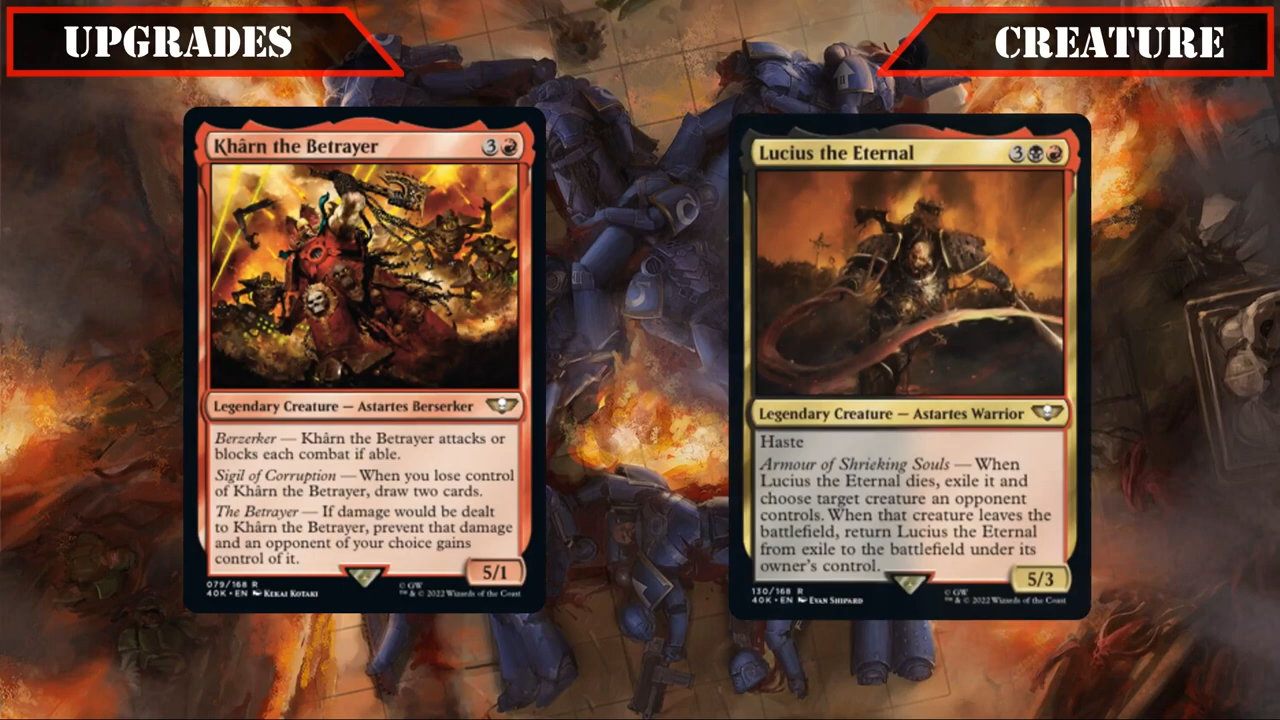 UPGRADES
CREATURE
Khârn the Betrayer 3
Legendary Creature — Astartes Berserker
Berzerker — Khârn the Betrayer attacks or
blocks each combat if able.
Sigil of Corruption — When you lose control
of Khârn the Betrayer, draw two cards.
The Betrayer — If damage would be dealt
to Khârn the Betrayer, prevent that damage
and an opponent of your choice gains
control of it.
5/1
079/168 R
40K • EN Kekai Kotaki
© GW
™ & © 2022 Wizards of the Coast
Lucius the Eternal 3
Legendary Creature — Astartes Warrior
Haste
Armour of Shrieking Souls — When
Lucius the Eternal dies, exile it and
choose target creature an opponent
controls. When that creature leaves the
battlefield, return Lucius the Eternal
from exile to the battlefield under its
owner's control.
5/3
130/168 R
40K • EN Evan Shipard
© GW
™ & © 2022 Wizards of the Coast